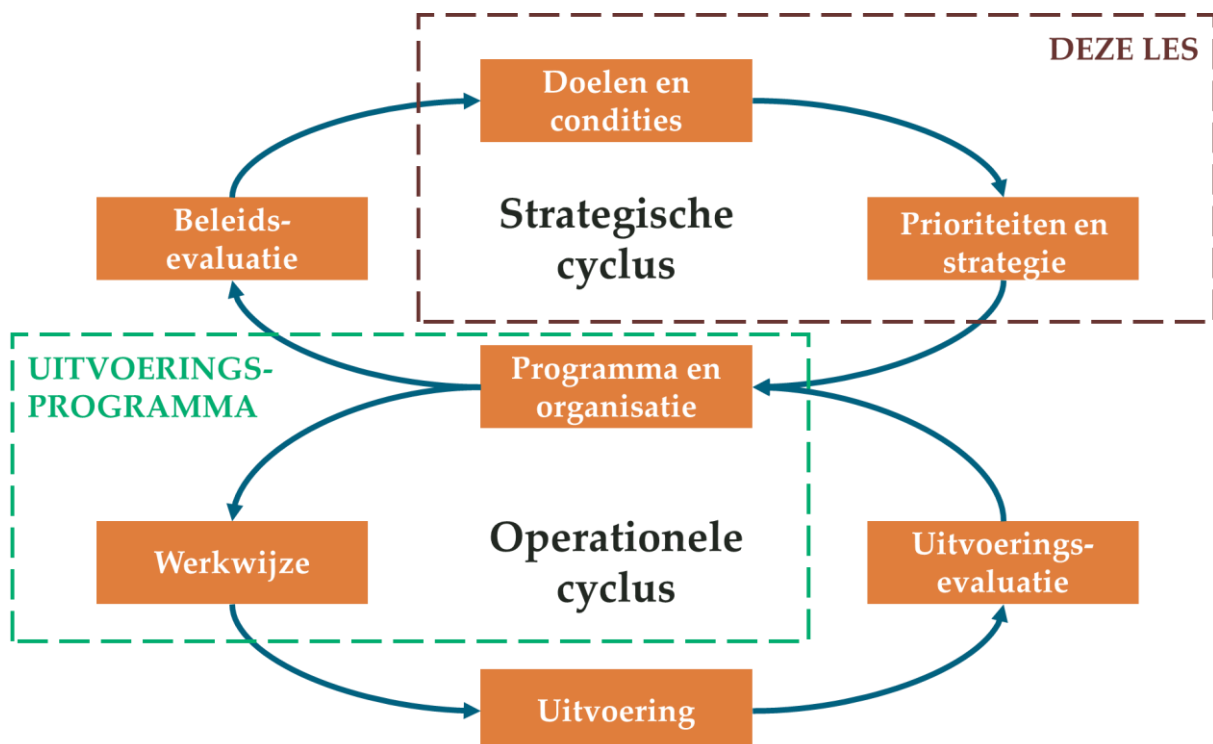 DEZE LES
Doelen en
condities
Beleids-
evaluatie
Strategische
cyclus
Prioriteiten en
strategie
UITVOERINGS-
PROGRAMMA
Programma en
organisatie
Werkwijze
Operationele
cyclus
Uitvoerings-
evaluatie
Uitvoering